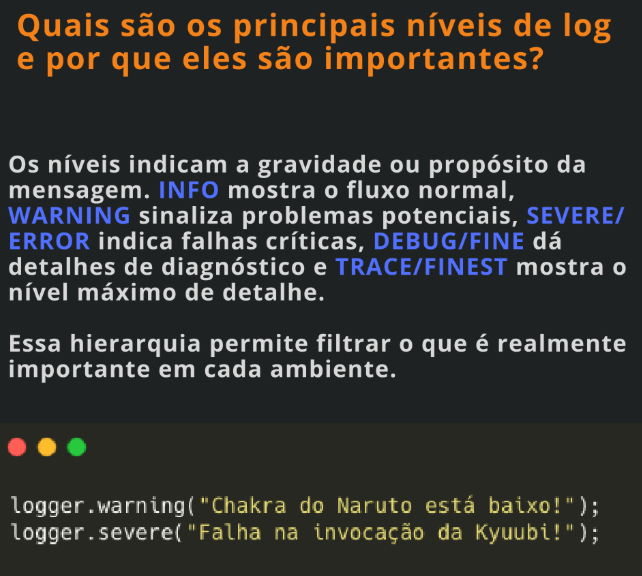 Quais são os principais níveis de log
e por que eles são importantes?
Os níveis indicam a gravidade ou propósito da
mensagem. INFO mostra o fluxo normal,
WARNING sinaliza problemas potenciais, SEVERE/
ERROR indica falhas críticas, DEBUG/FINE dá
detalhes de diagnóstico e TRACE/FINEST mostra o
nível máximo de detalhe.
Essa hierarquia permite filtrar o que é realmente
importante em cada ambiente.
logger.warning("Chakra do Naruto está baixo!");
logger.severe("Falha na invocação da Kyuubi!");